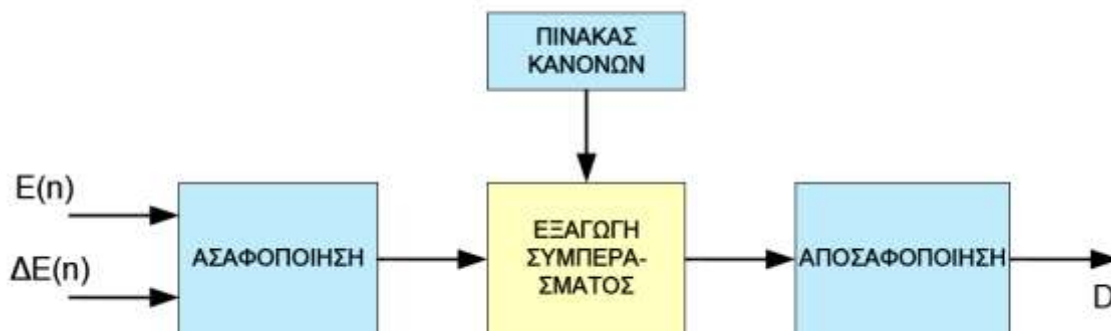 ΠΙΝΑΚΑΣ
ΚΑΝΟΝΩΝ
E(n)
ΔE(n)
ΑΣΑΦΟΠΟΙΗΣΗ
ΕΞΑΓΩΓΗ
ΣΥΜΠΕΡΑ-
ΣΜΑΤΟΣ
ΑΠΟΣΑΦΟΠΟΙΗΣΗ
D